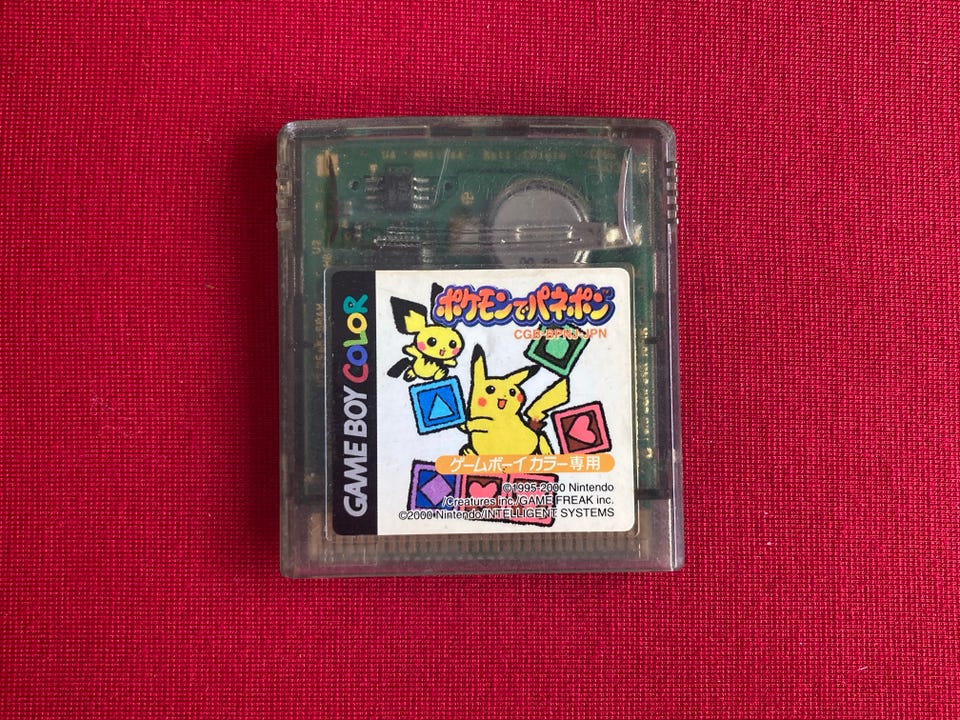 GAME BOY COLOR
ポケモンでパネポン
CGB-BPNJ-JPN
ゲームボーイカラー専用
©1995-2000 Nintendo
/Creatures inc./GAME FREAK inc.
©2000 Nintendo/INTELLIGENT SYSTEMS